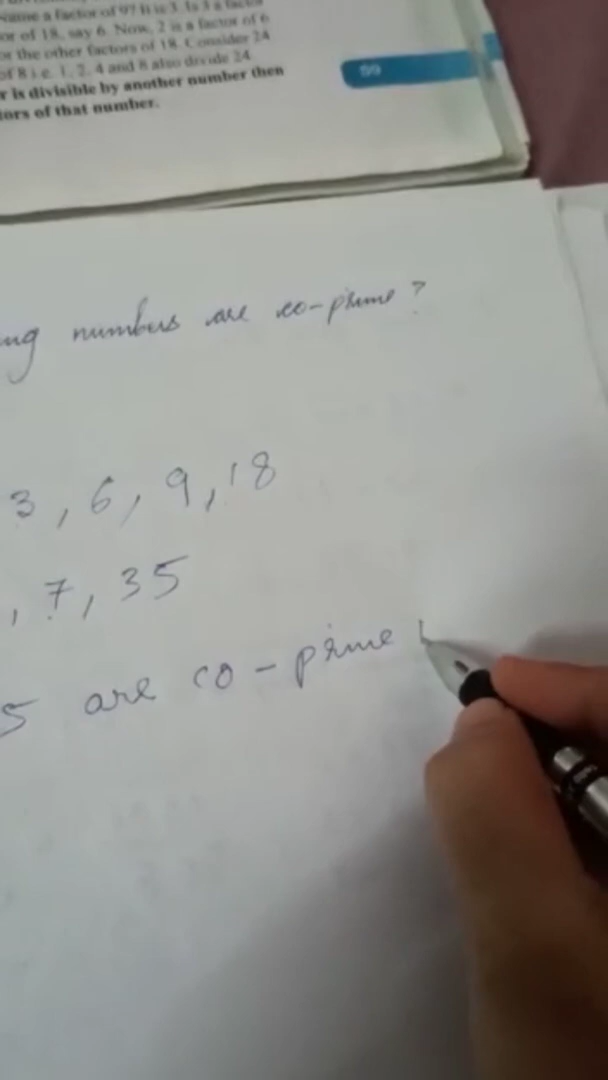 Name a factor of 9? It is 3. Is 3 a factor
or of 18, say 6. Now, 2 is a factor of 6
or the other factors of 18. Consider 24
of 8 i.e. 1, 2, 4 and 8 also divide 24.
r is divisible by another number then
tors of that number.
59
ng numbers are co-prime?
3, 6, 9, 18
, 7, 35
5 are co-prime